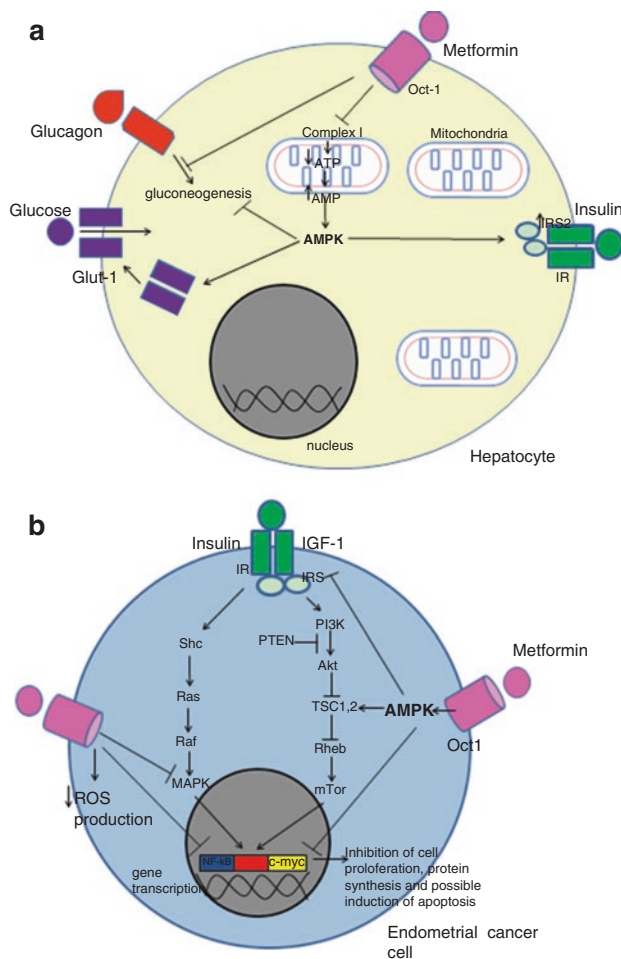 a
Metformin
Oct-1
Glucagon
Complex I
Mitochondria
ATP
gluconeogenesis
AMP
Glucose
Insulin
IRS2
AMPK
Glut-1
IR
nucleus
Hepatocyte
b
Insulin
IGF-1
IR
IRS
Shc
PI3K
PTEN
Metformin
Akt
Ras
TSC1,2
AMPK
Oct1
Raf
Rheb
MAPK
mTor
ROS
production
NF-kB
c-myc
gene
transcription
Inhibition of cell
proloferation, protein
synthesis and possible
induction of apoptosis
Endometrial cancer
cell